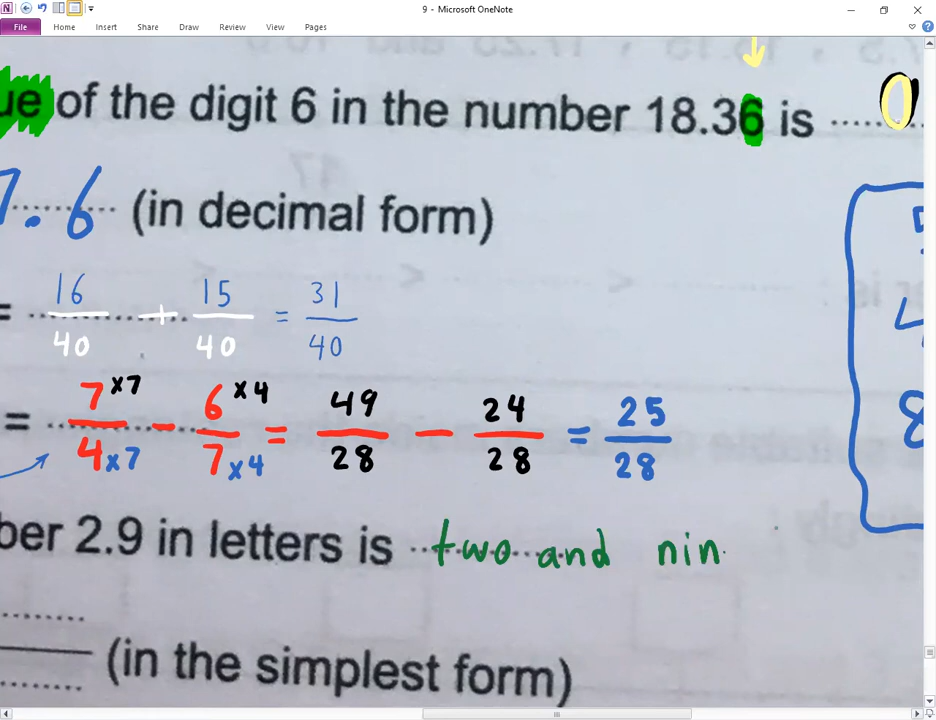 9 - Microsoft OneNote
File Home Insert Share Draw Review View Pages
ue of the digit 6 in the number 18.36 is ........ 0
7.6 (in decimal form)
= 16/40 + 15/40 = 31/40
= 7×7/4×7 - 6×4/7×4 = 49/28 - 24/28 = 25/28
ber 2.9 in letters is two and nin
(in the simplest form)